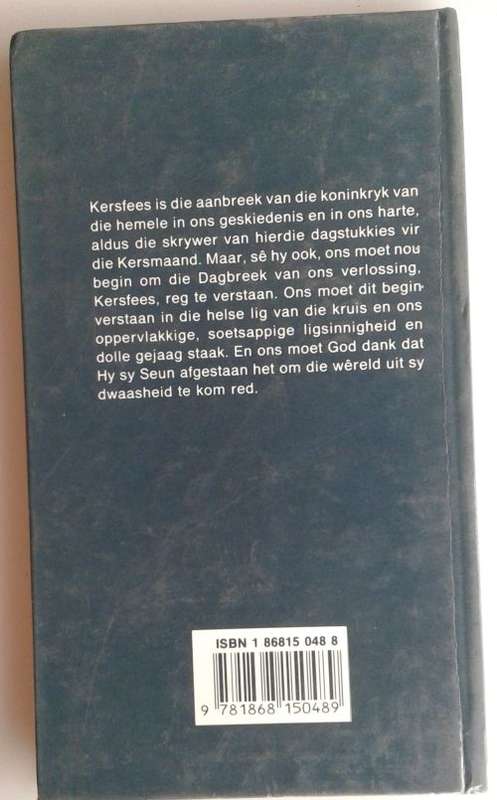 Kersfees is die aanbreek van die koninkryk van
die hemele in ons geskiedenis en in ons harte,
aldus die skrywer van hierdie dagstukkies vir
die Kersmaand. Maar, sê hy ook, ons moet nou
begin om die Dagbreek van ons verlossing,
Kersfees, reg te verstaan. Ons moet dit begin
verstaan in die helse lig van die kruis en ons
oppervlakkige, soetsappige ligsinnigheid en
dolle gejaag staak. En ons moet God dank dat
Hy sy Seun afgestaan het om die wêreld uit sy
dwaasheid te kom red.
ISBN 1 86815 048 8
9 781868 150489